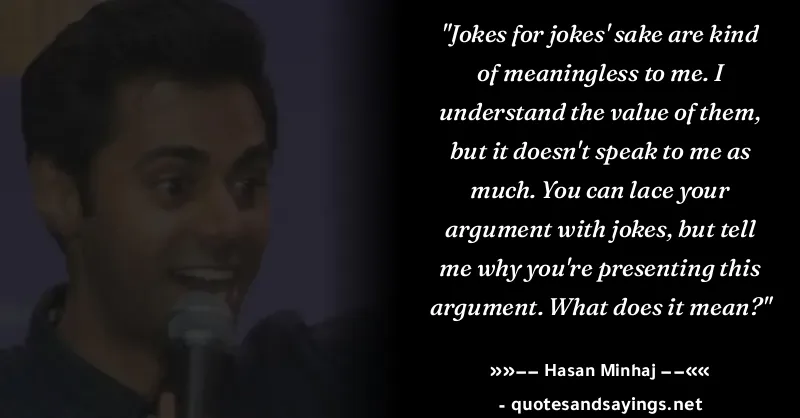 "Jokes for jokes' sake are kind
of meaningless to me. I
understand the value of them,
but it doesn't speak to me as
much. You can lace your
argument with jokes, but tell
me why you're presenting this
argument. What does it mean?"
»»−− Hasan Minhaj −−««
- quotesandsayings.net